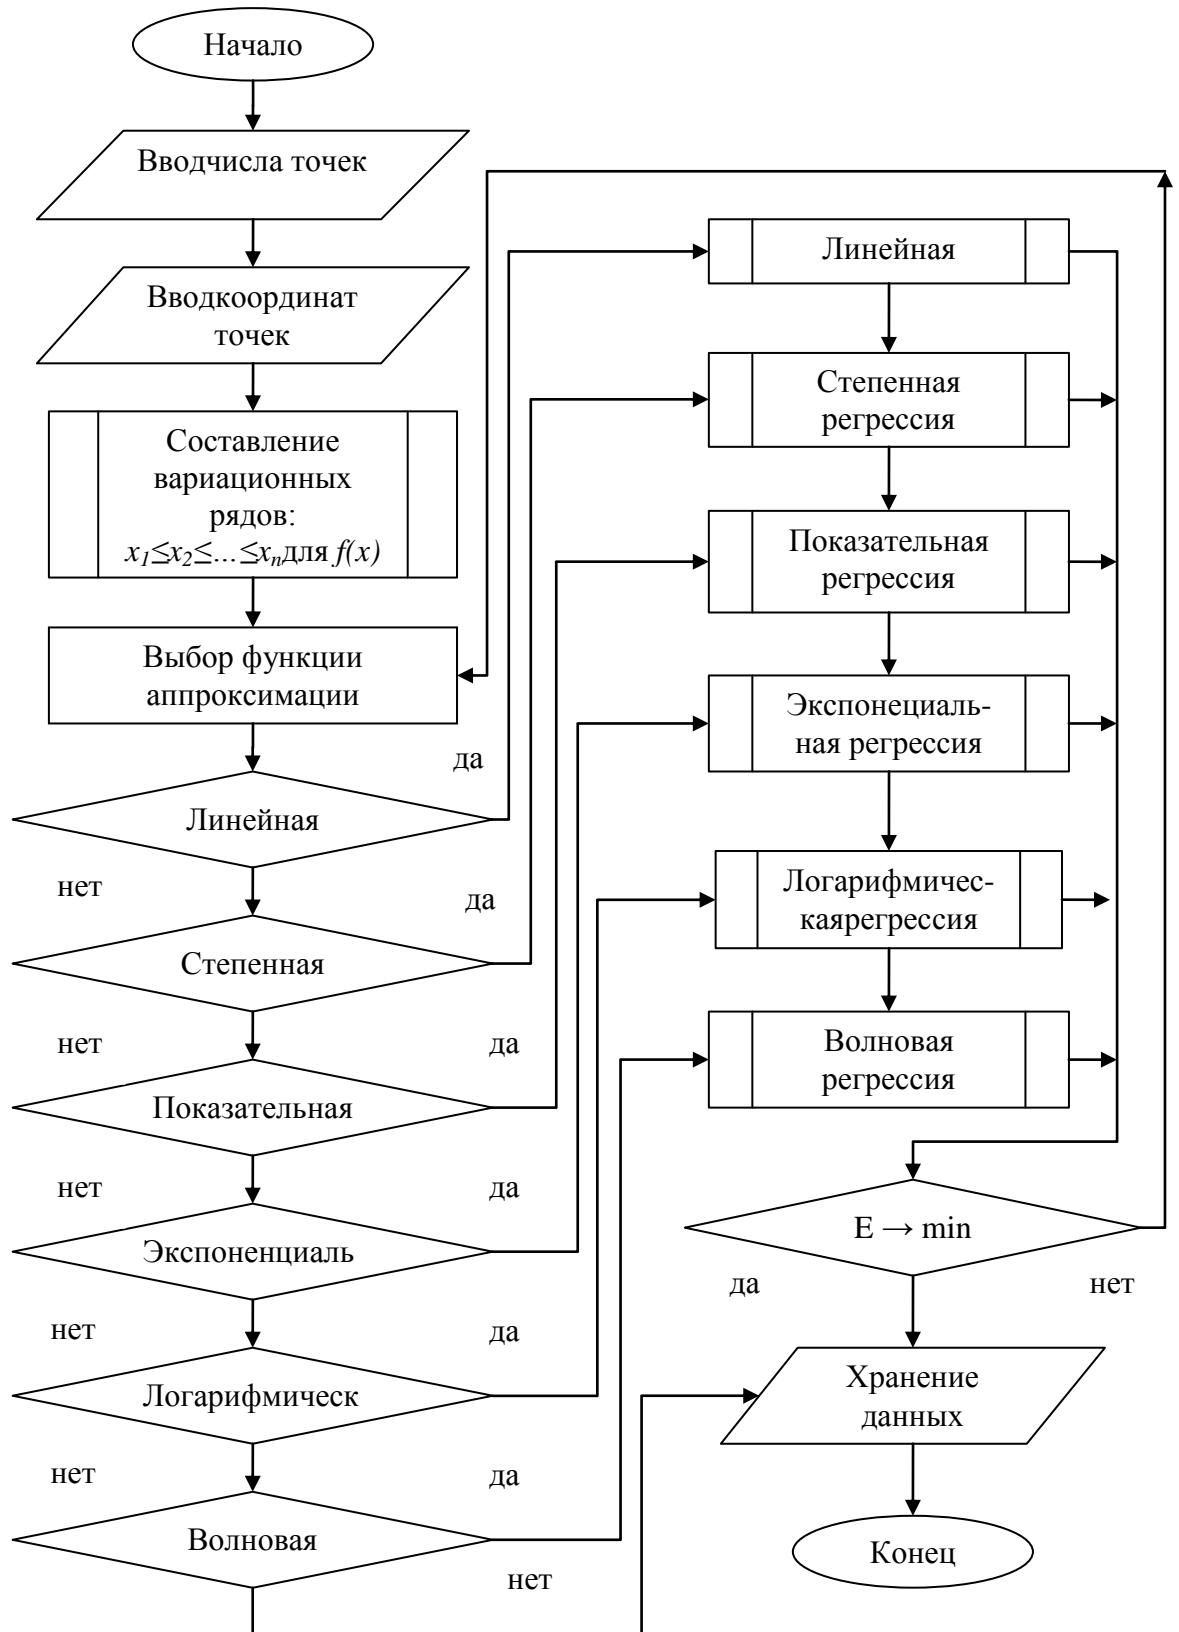 Начало
Вводчисла точек
Вводкоординат
точек
Составление
вариационных
рядов:
x1≤x2≤…≤xnдля f(x)
Выбор функции
аппроксимации
да
Линейная
нет
да
Степенная
нет
да
Показательная
нет
да
Экспоненциаль
нет
да
Логарифмическ
нет
да
Волновая
нет
Линейная
Степенная
регрессия
Показательная
регрессия
Экспонециаль-
ная регрессия
Логарифмичес-
каярегрессия
Волновая
регрессия
E → min
да
нет
Хранение
данных
Конец